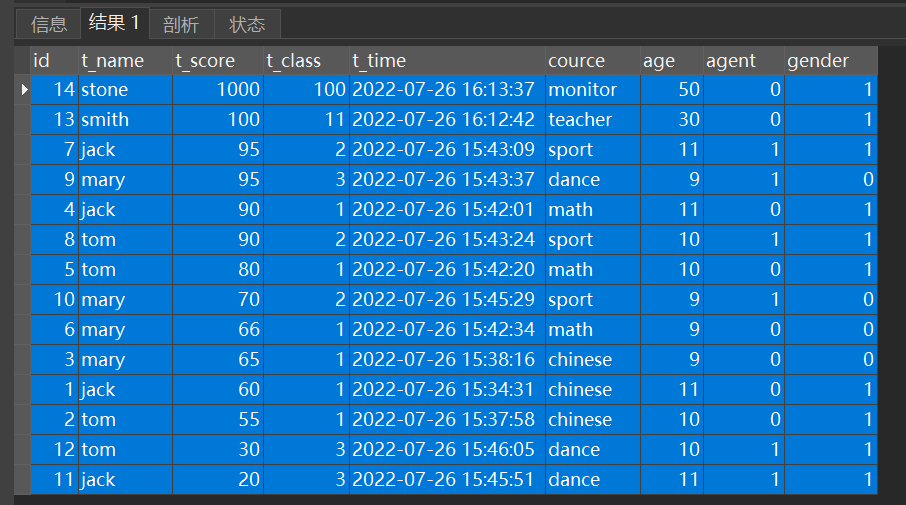 信息 结果 1 剖析 状态
id t_name t_score t_class t_time cource age agent gender
14 stone 1000 100 2022-07-26 16:13:37 monitor 50 0 1
13 smith 100 11 2022-07-26 16:12:42 teacher 30 0 1
7 jack 95 2 2022-07-26 15:43:09 sport 11 1 1
9 mary 95 3 2022-07-26 15:43:37 dance 9 1 0
4 jack 90 1 2022-07-26 15:42:01 math 11 0 1
8 tom 90 2 2022-07-26 15:43:24 sport 10 1 1
5 tom 80 1 2022-07-26 15:42:20 math 10 0 1
10 mary 70 2 2022-07-26 15:45:29 sport 9 1 0
6 mary 66 1 2022-07-26 15:42:34 math 9 0 0
3 mary 65 1 2022-07-26 15:38:16 chinese 9 0 0
1 jack 60 1 2022-07-26 15:34:31 chinese 11 0 1
2 tom 55 1 2022-07-26 15:37:58 chinese 10 0 1
12 tom 30 3 2022-07-26 15:46:05 dance 10 1 1
11 jack 20 3 2022-07-26 15:45:51 dance 11 1 1